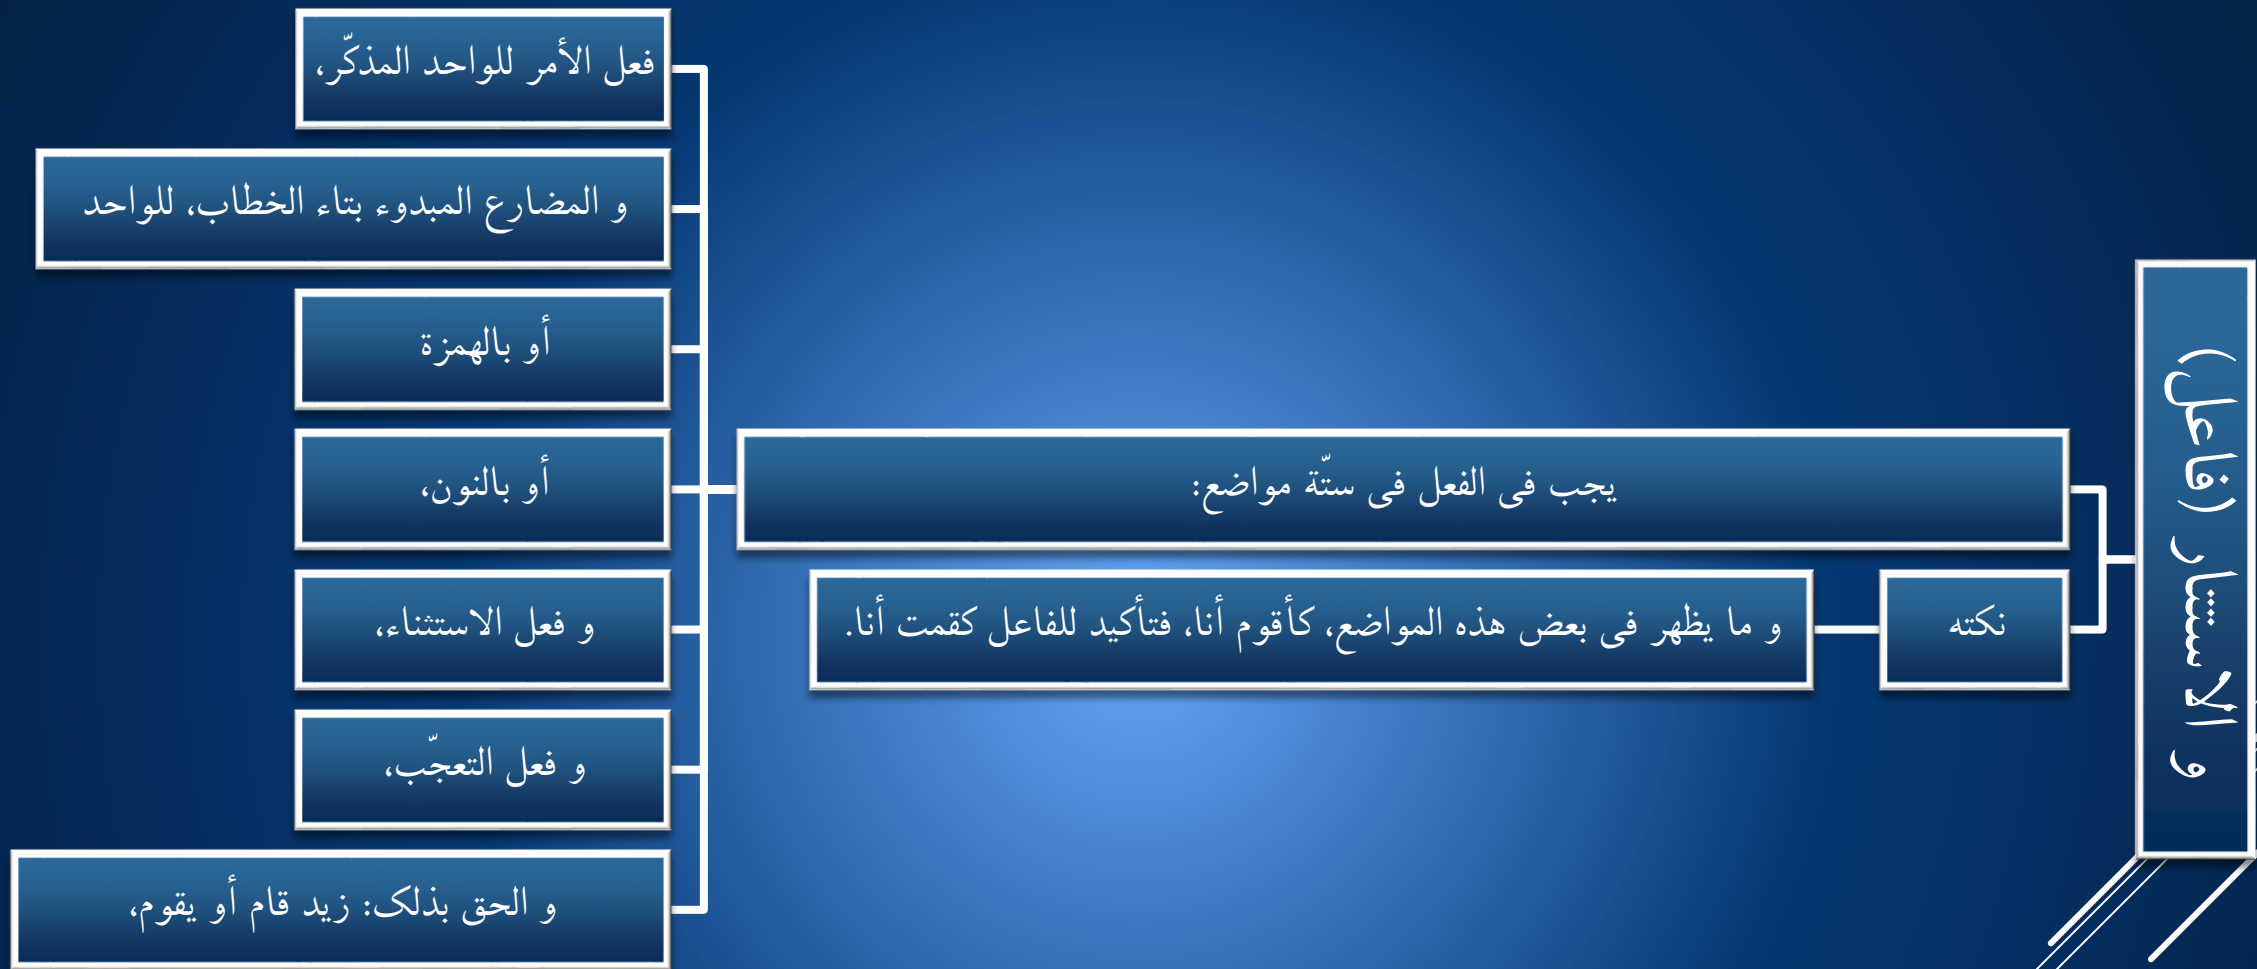 و الاستتار (فاعل)
يجب فى الفعل فى ستّة مواضع:
فعل الأمر للواحد المذكّر،
و المضارع المبدوء بتاء الخطاب، للواحد
أو بالهمزة
أو بالنون،
و فعل الاستثناء،
و فعل التعجّب،
و الحق بذلک: زيد قام أو يقوم،
نکته
و ما يظهر فى بعض هذه المواضع، كأقوم أنا، فتأكيد للفاعل كقمت أنا.